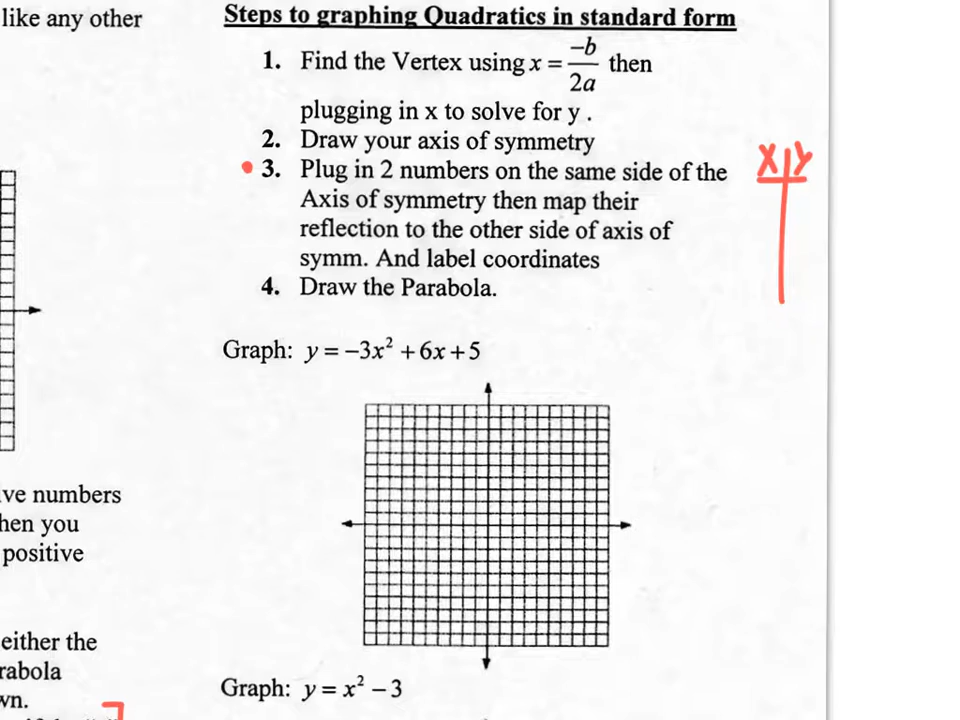 like any other
Steps to graphing Quadratics in standard form
1. Find the Vertex using x = −b/2a then
plugging in x to solve for y .
2. Draw your axis of symmetry
3. Plug in 2 numbers on the same side of the
Axis of symmetry then map their
reflection to the other side of axis of
symm. And label coordinates
4. Draw the Parabola.
X Y
Graph: y = −3x² + 6x + 5
ve numbers
hen you
positive
either the
rabola
wn.
Graph: y = x² − 3